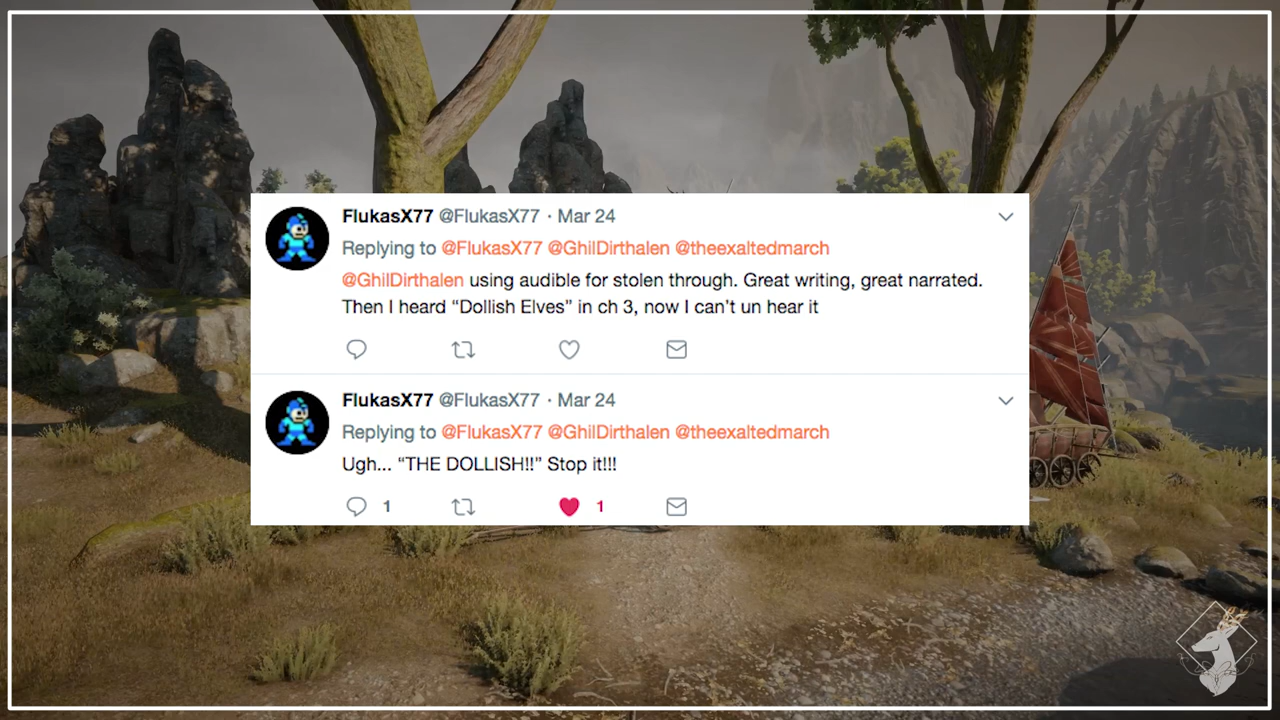 FlukasX77 @FlukasX77 · Mar 24
Replying to @FlukasX77 @GhilDirthalen @theexaltedmarch
@GhilDirthalen using audible for stolen through. Great writing, great narrated.
Then I heard “Dollish Elves” in ch 3, now I can’t un hear it
FlukasX77 @FlukasX77 · Mar 24
Replying to @FlukasX77 @GhilDirthalen @theexaltedmarch
Ugh... “THE DOLLISH!!” Stop it!!!
1 1